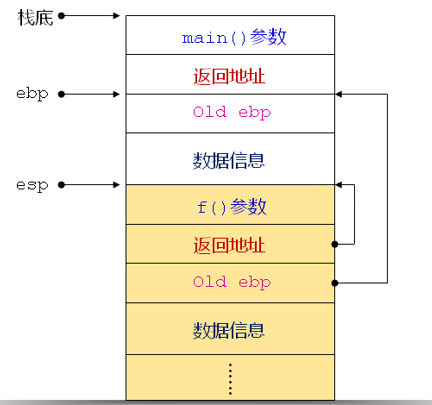 栈底
main()参数
返回地址
ebp
Old ebp
数据信息
esp
f()参数
返回地址
Old ebp
数据信息